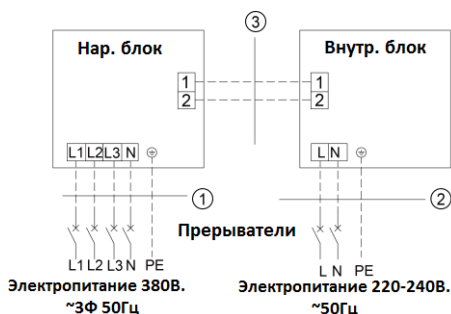 ③
Нар. блок
Внутр. блок
1
2
1
2
L1 L2 L3 N
L N
①
②
Прерыватели
L1 L2 L3 N PE
L N PE
Электропитание 380В.
~3Ф 50Гц
Электропитание 220-240В.
~50Гц